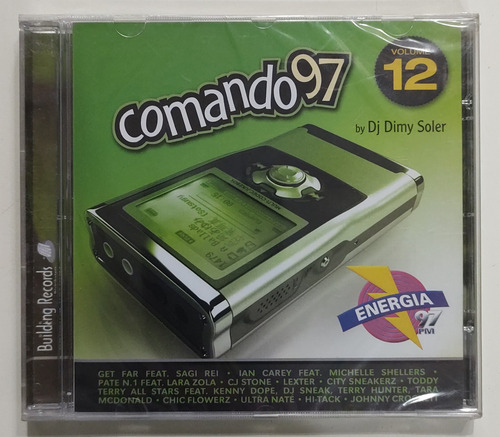 comando97
VOLUME
12
by Dj Dimy Soler
Building Records
ENERGIA
97
FM
GET FAR FEAT. SAGI REI • IAN CAREY FEAT. MICHELLE SHELLERS •
PATE N.1 FEAT. LARA ZOLA • CJ STONE • LEXTER • CITY SNEAKERZ • TODDY
TERRY ALL STARS FEAT. KENNY DOPE, DJ SNEAK, TERRY HUNTER, TARA
MCDONALD • CHIC FLOWERZ • ULTRA NATÉ • HI-TACK • JOHNNY